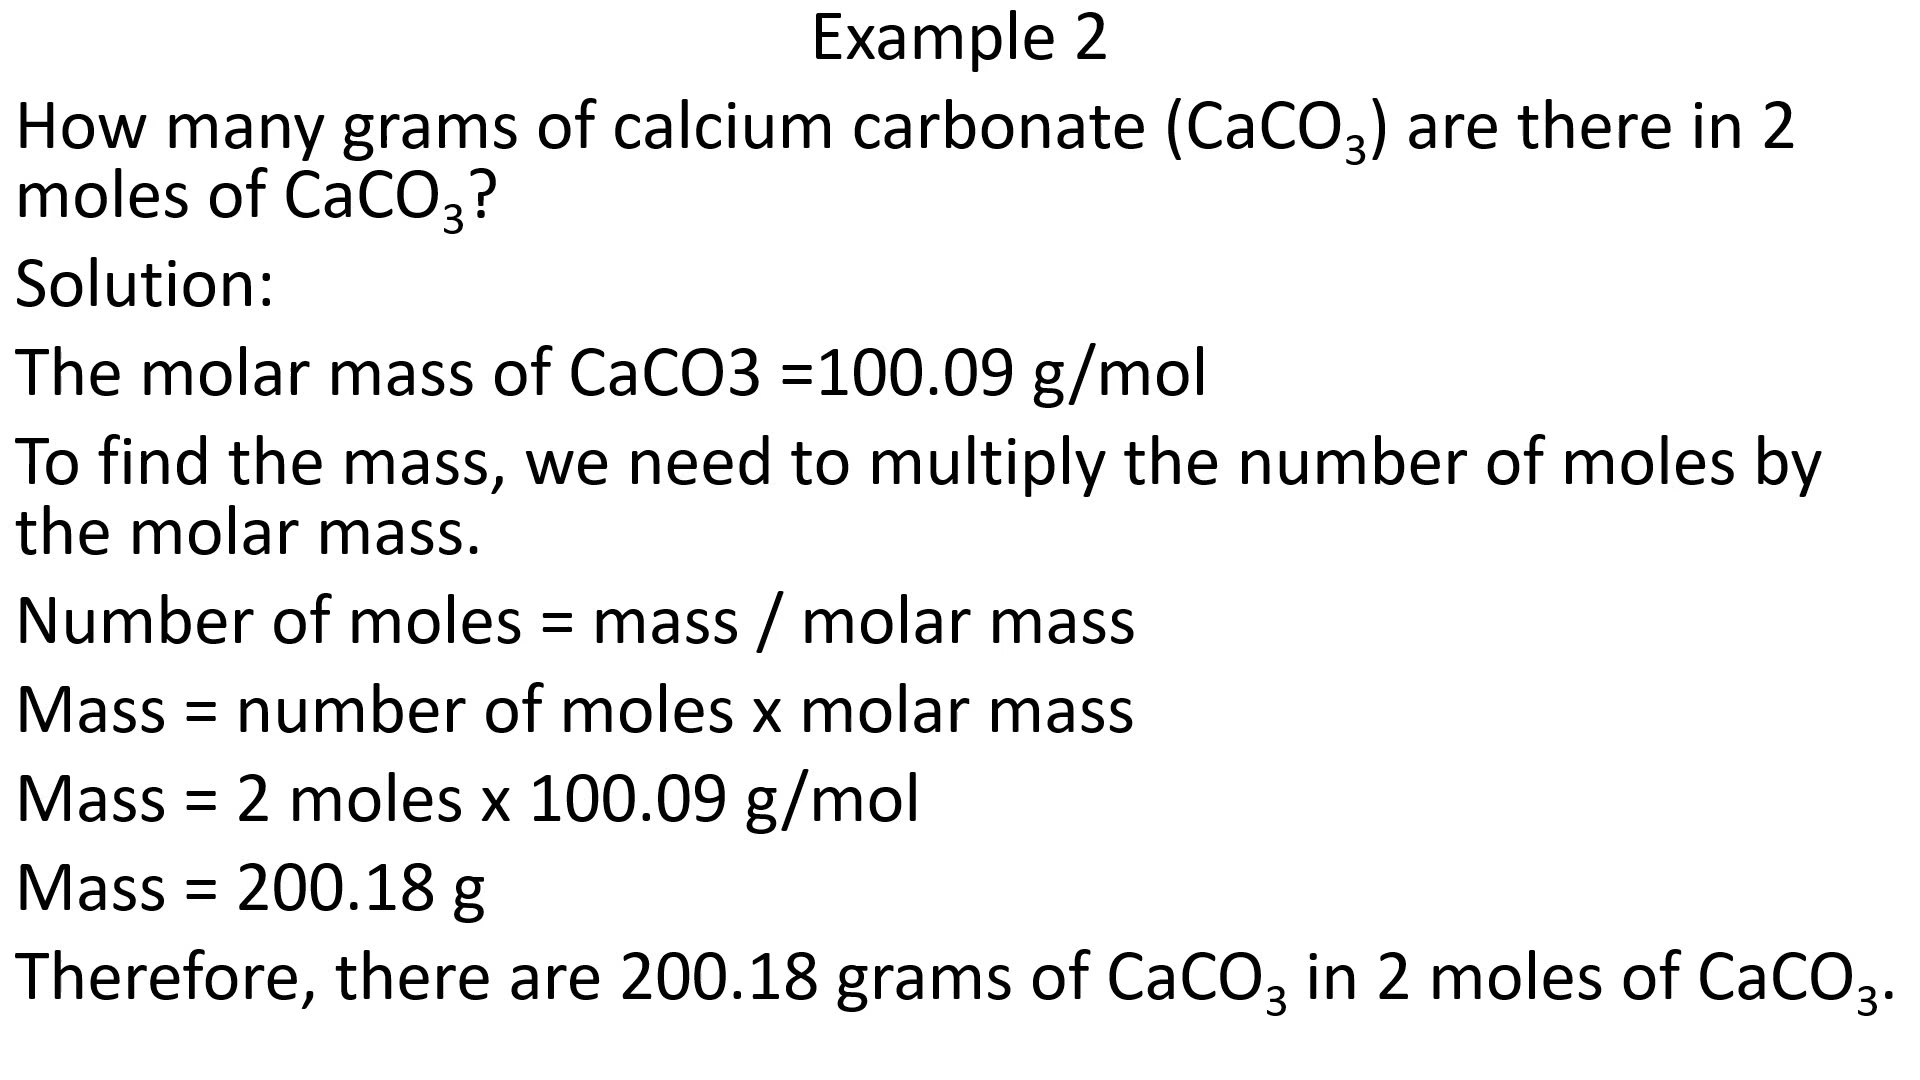 Example 2
How many grams of calcium carbonate (CaCO₃) are there in 2
moles of CaCO₃?
Solution:
The molar mass of CaCO3 =100.09 g/mol
To find the mass, we need to multiply the number of moles by
the molar mass.
Number of moles = mass / molar mass
Mass = number of moles x molar mass
Mass = 2 moles x 100.09 g/mol
Mass = 200.18 g
Therefore, there are 200.18 grams of CaCO₃ in 2 moles of CaCO₃.